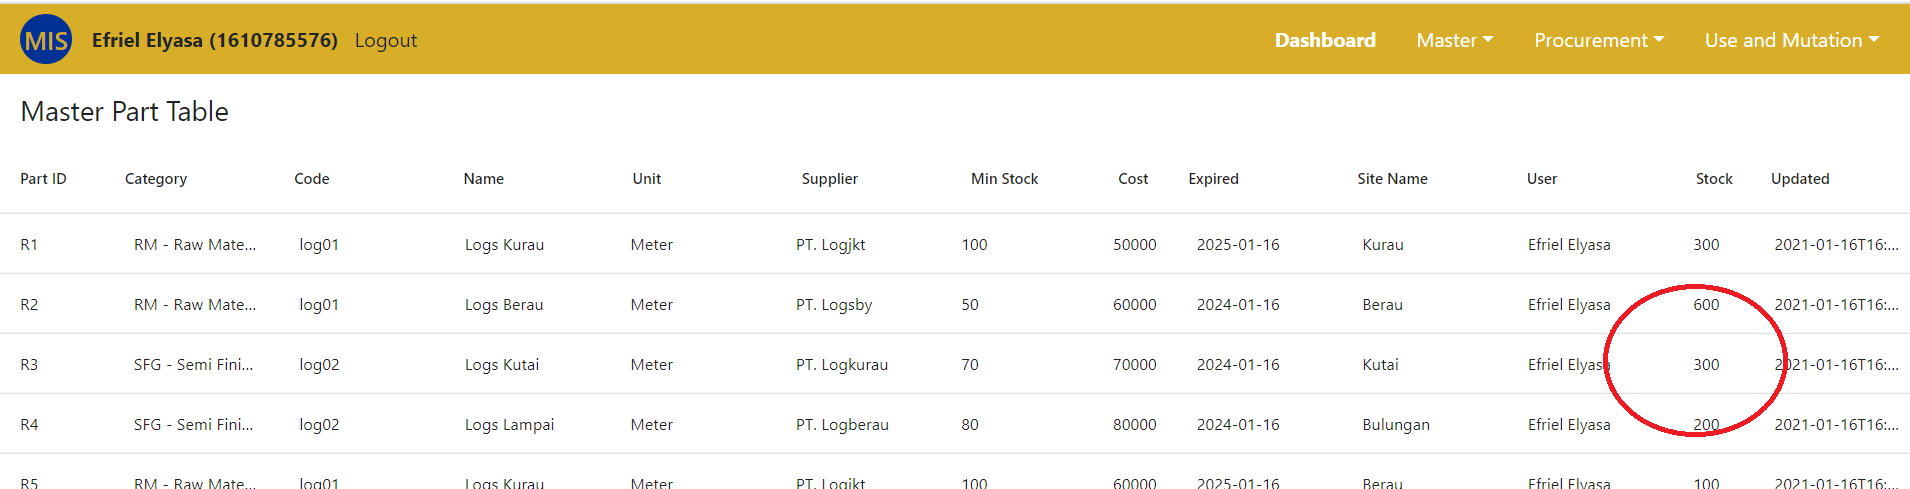 MIS Efriel Elyasa (1610785576) Logout Dashboard Master Procurement Use and Mutation
Master Part Table
Part ID Category Code Name Unit Supplier Min Stock Cost Expired Site Name User Stock Updated
R1 RM - Raw Mate... log01 Logs Kurau Meter PT. Logjkt 100 50000 2025-01-16 Kurau Efriel Elyasa 300 2021-01-16T16:...
R2 RM - Raw Mate... log01 Logs Berau Meter PT. Logsby 50 60000 2024-01-16 Berau Efriel Elyasa 600 2021-01-16T16:...
R3 SFG - Semi Fini... log02 Logs Kutai Meter PT. Logkurau 70 70000 2024-01-16 Kutai Efriel Elyasa 300 2021-01-16T16:...
R4 SFG - Semi Fini... log02 Logs Lampai Meter PT. Logberau 80 80000 2024-01-16 Bulungan Efriel Elyasa 200 2021-01-16T16:...
R5 RM - Raw Mate... log01 Logs Kurau Meter PT. Logjkt 100 60000 2025-01-16 Berau Efriel Elyasa 100 2021-01-16T16:...